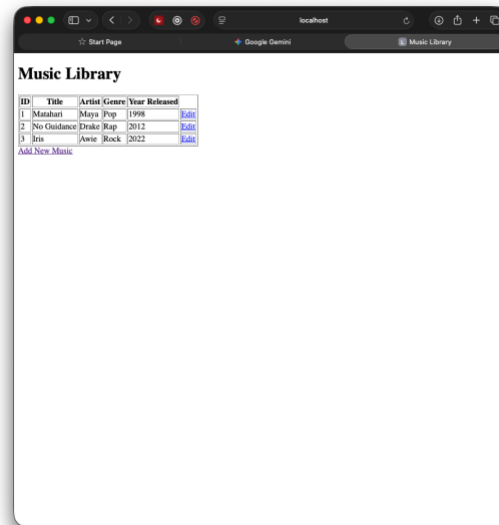 localhost
Start Page
Google Gemini
L Music Library
Music Library
ID Title Artist Genre Year Released
1 Matahari Maya Pop 1998 Edit
2 No Guidance Drake Rap 2012 Edit
3 Iris Awie Rock 2022 Edit
Add New Music